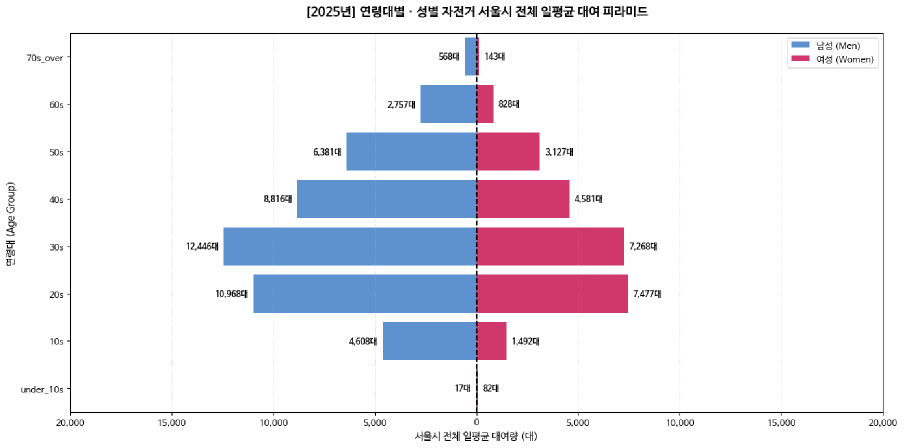 [2025년] 연령대별 · 성별 자전거 서울시 전체 일평균 대여 피라미드
남성 (Men)
여성 (Women)
연령대 (Age Group)
70s_over 568대 143대
60s 2,757대 828대
50s 6,381대 3,127대
40s 8,816대 4,581대
30s 12,446대 7,268대
20s 10,968대 7,477대
10s 4,608대 1,492대
under_10s 17대 82대
20,000 15,000 10,000 5,000 0 5,000 10,000 15,000 20,000
서울시 전체 일평균 대여량 (대)